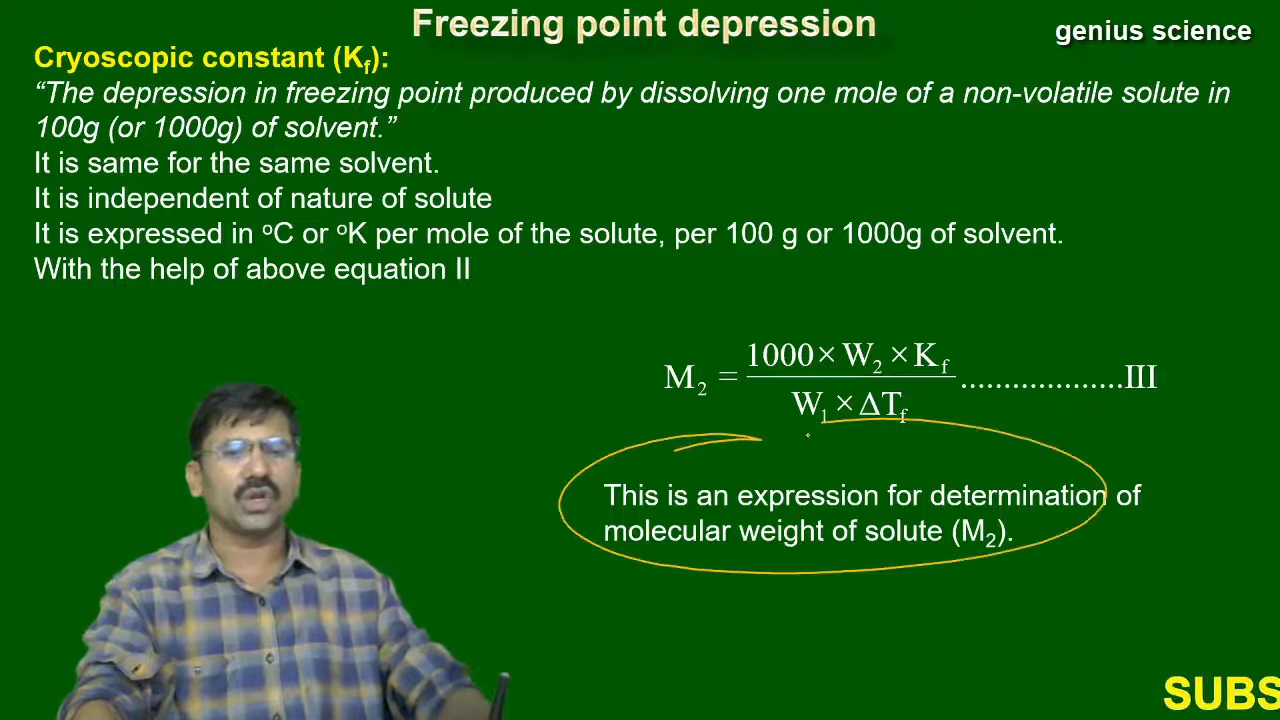 Freezing point depression
genius science
Cryoscopic constant (Kf):
“The depression in freezing point produced by dissolving one mole of a non-volatile solute in
100g (or 1000g) of solvent.”
It is same for the same solvent.
It is independent of nature of solute
It is expressed in ºC or ºK per mole of the solute, per 100 g or 1000g of solvent.
With the help of above equation II
M₂ = (1000 × W₂ × Kf) / (W₁ × ΔTf) ...................III
This is an expression for determination of
molecular weight of solute (M₂).
SUBS